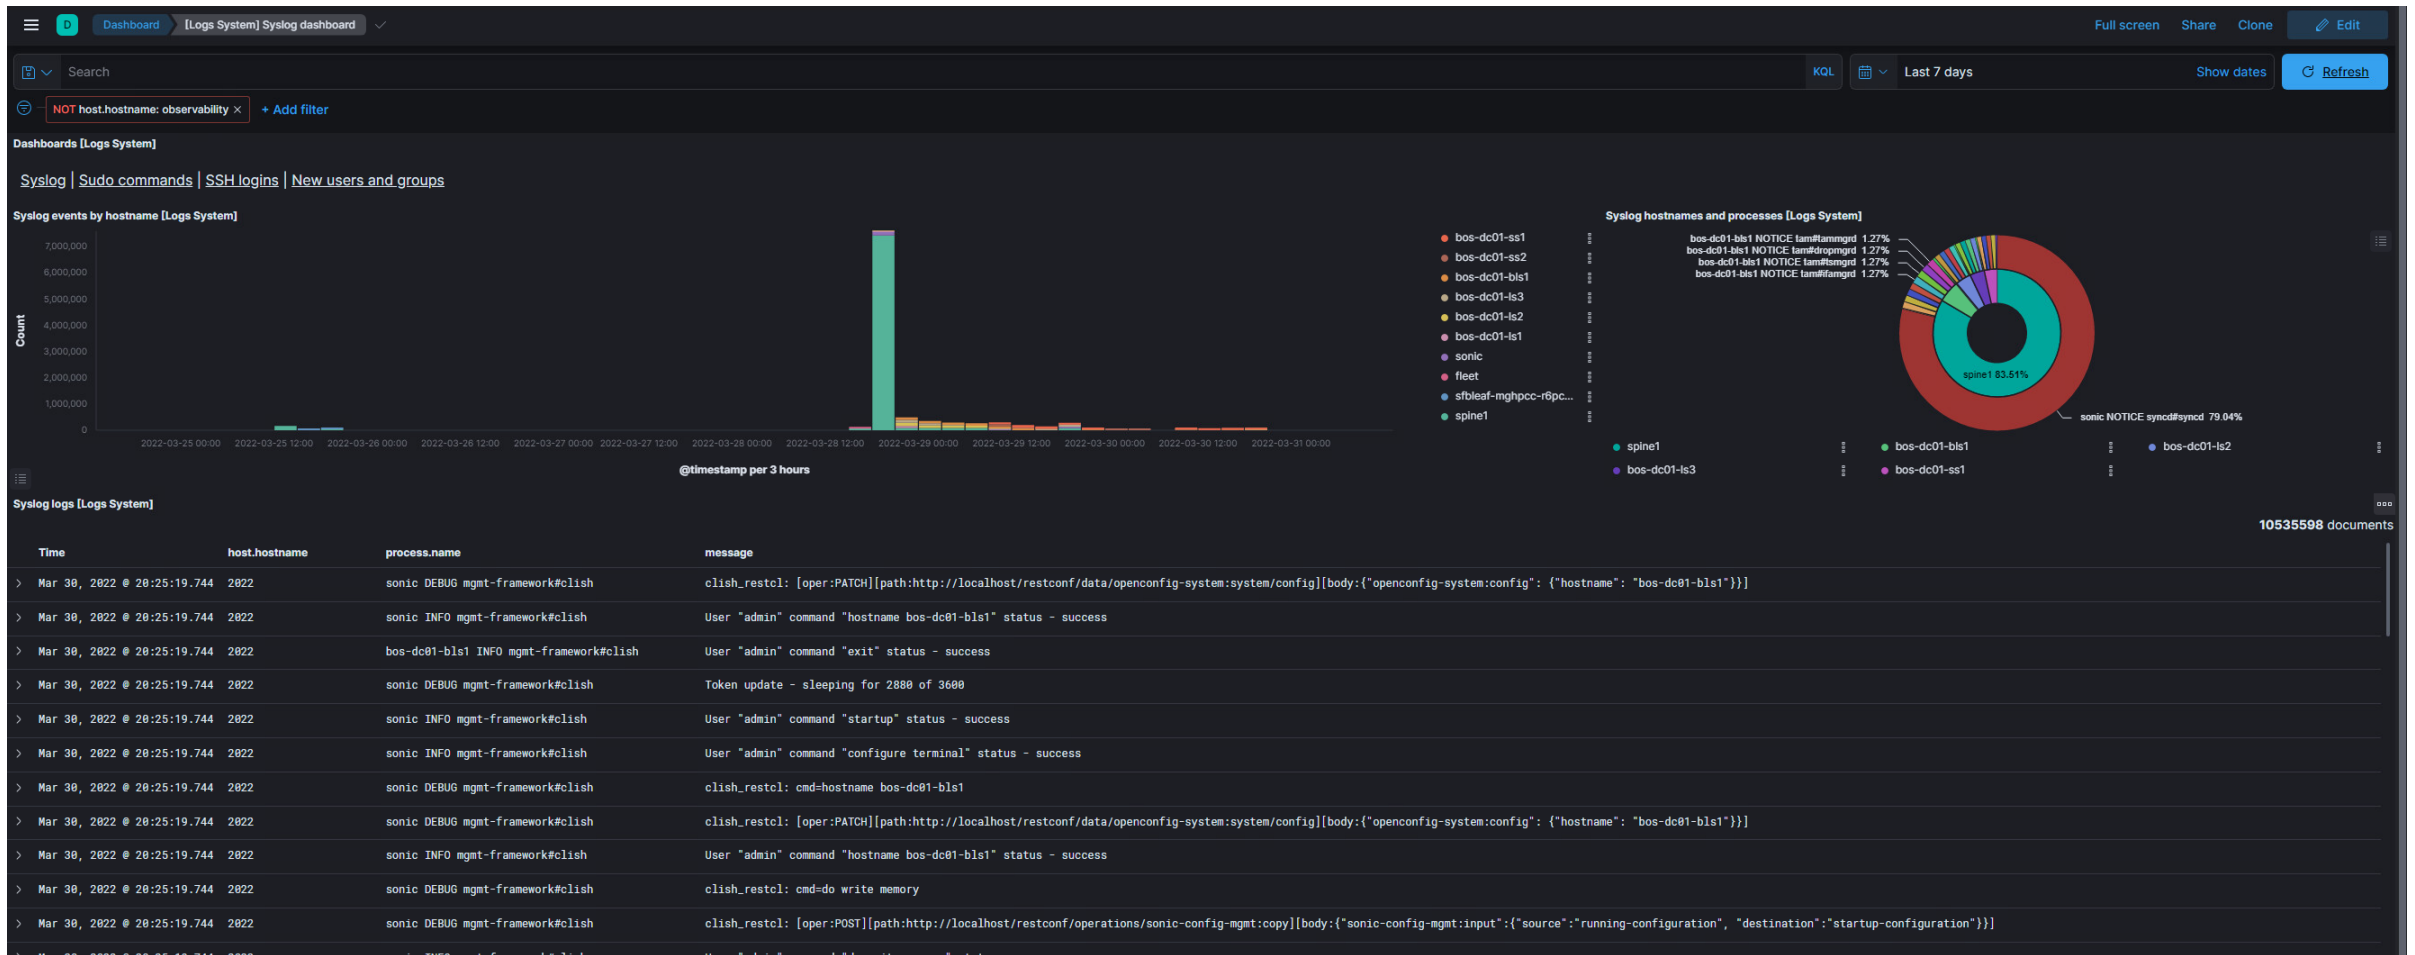 D Dashboard [Logs System] Syslog dashboard Full screen Share Clone Edit
Search KQL Last 7 days Show dates Refresh
NOT host.hostname: observability × + Add filter
Dashboards [Logs System]
Syslog | Sudo commands | SSH logins | New users and groups
Syslog events by hostname [Logs System]
Count
7,000,000
6,000,000
5,000,000
4,000,000
3,000,000
2,000,000
1,000,000
0
2022-03-25 00:00 2022-03-25 12:00 2022-03-26 00:00 2022-03-26 12:00 2022-03-27 00:00 2022-03-27 12:00 2022-03-28 00:00 2022-03-28 12:00 2022-03-29 00:00 2022-03-29 12:00 2022-03-30 00:00 2022-03-30 12:00 2022-03-31 00:00
@timestamp per 3 hours
bos-dc01-ss1
bos-dc01-ss2
bos-dc01-bls1
bos-dc01-ls3
bos-dc01-ls2
bos-dc01-ls1
sonic
fleet
sfbleaf-mghpcc-r6pc...
spine1
Syslog hostnames and processes [Logs System]
bos-dc01-bls1 NOTICE tam#tammgrd 1.27%
bos-dc01-bls1 NOTICE tam#dropmgrd 1.27%
bos-dc01-bls1 NOTICE tam#tsmgrd 1.27%
bos-dc01-bls1 NOTICE tam#ifamgrd 1.27%
spine1 83.51%
sonic NOTICE syncd#syncd 79.04%
spine1 bos-dc01-bls1 bos-dc01-ls2
bos-dc01-ls3 bos-dc01-ss1
Syslog logs [Logs System]
10535598 documents
Time host.hostname process.name message
Mar 30, 2022 @ 20:25:19.744 2022 sonic DEBUG mgmt-framework#clish clish_restcl: [oper:PATCH][path:http://localhost/restconf/data/openconfig-system:system/config][body:{"openconfig-system:config": {"hostname": "bos-dc01-bls1"}}]
Mar 30, 2022 @ 20:25:19.744 2022 sonic INFO mgmt-framework#clish User "admin" command "hostname bos-dc01-bls1" status - success
Mar 30, 2022 @ 20:25:19.744 2022 bos-dc01-bls1 INFO mgmt-framework#clish User "admin" command "exit" status - success
Mar 30, 2022 @ 20:25:19.744 2022 sonic DEBUG mgmt-framework#clish Token update - sleeping for 2880 of 3600
Mar 30, 2022 @ 20:25:19.744 2022 sonic INFO mgmt-framework#clish User "admin" command "startup" status - success
Mar 30, 2022 @ 20:25:19.744 2022 sonic INFO mgmt-framework#clish User "admin" command "configure terminal" status - success
Mar 30, 2022 @ 20:25:19.744 2022 sonic DEBUG mgmt-framework#clish clish_restcl: cmd=hostname bos-dc01-bls1
Mar 30, 2022 @ 20:25:19.744 2022 sonic DEBUG mgmt-framework#clish clish_restcl: [oper:PATCH][path:http://localhost/restconf/data/openconfig-system:system/config][body:{"openconfig-system:config": {"hostname": "bos-dc01-bls1"}}]
Mar 30, 2022 @ 20:25:19.744 2022 sonic INFO mgmt-framework#clish User "admin" command "hostname bos-dc01-bls1" status - success
Mar 30, 2022 @ 20:25:19.744 2022 sonic DEBUG mgmt-framework#clish clish_restcl: cmd=do write memory
Mar 30, 2022 @ 20:25:19.744 2022 sonic DEBUG mgmt-framework#clish clish_restcl: [oper:POST][path:http://localhost/restconf/operations/sonic-config-mgmt:copy][body:{"sonic-config-mgmt:input":{"source":"running-configuration", "destination":"startup-configuration"}}]